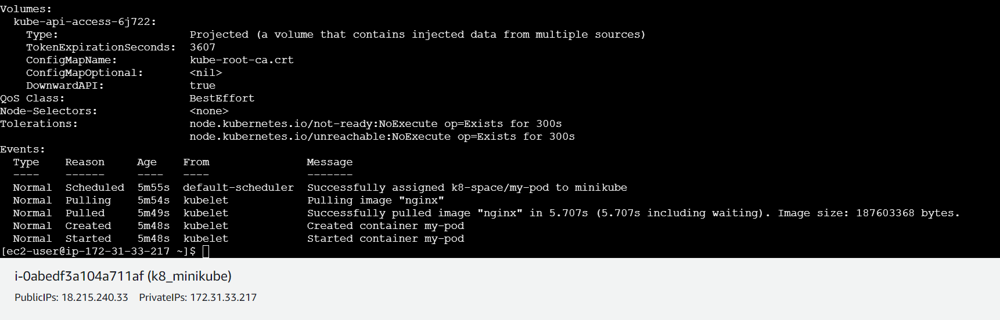 Volumes:
  kube-api-access-6j722:
    Type:                    Projected (a volume that contains injected data from multiple sources)
    TokenExpirationSeconds:  3607
    ConfigMapName:           kube-root-ca.crt
    ConfigMapOptional:       <nil>
    DownwardAPI:             true
QoS Class:                   BestEffort
Node-Selectors:              <none>
Tolerations:                 node.kubernetes.io/not-ready:NoExecute op=Exists for 300s
                             node.kubernetes.io/unreachable:NoExecute op=Exists for 300s
Events:
  Type    Reason     Age    From               Message
  ----    ------     ----   ----               -------
  Normal  Scheduled  5m55s  default-scheduler  Successfully assigned k8-space/my-pod to minikube
  Normal  Pulling    5m54s  kubelet            Pulling image "nginx"
  Normal  Pulled     5m49s  kubelet            Successfully pulled image "nginx" in 5.707s (5.707s including waiting). Image size: 187603368 bytes.
  Normal  Created    5m48s  kubelet            Created container my-pod
  Normal  Started    5m48s  kubelet            Started container my-pod
[ec2-user@ip-172-31-33-217 ~]$
i-0abedf3a104a711af (k8_minikube)
PublicIPs: 18.215.240.33    PrivateIPs: 172.31.33.217